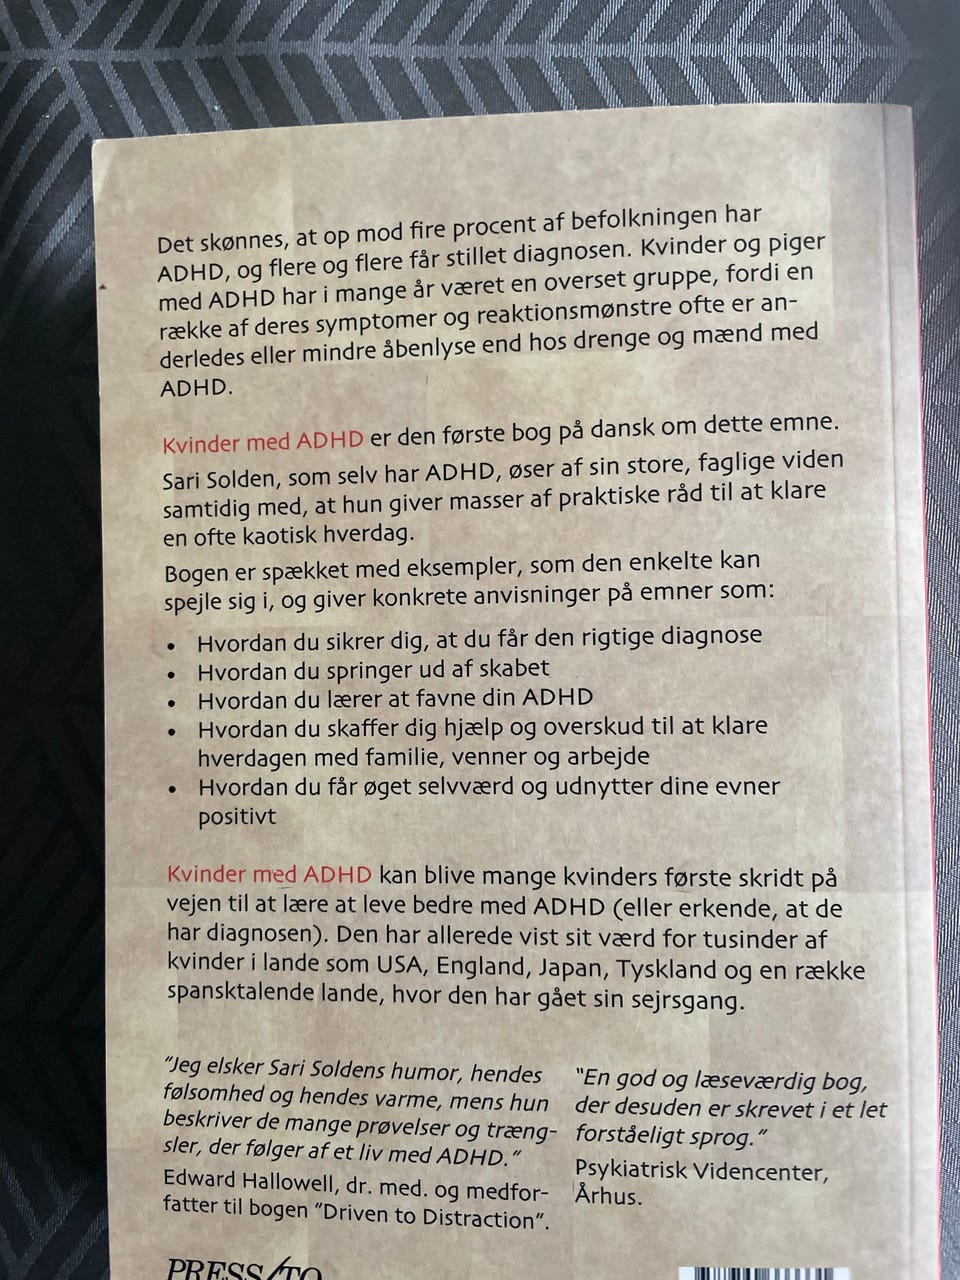 Det skønnes, at op mod fire procent af befolkningen har
ADHD, og flere og flere får stillet diagnosen. Kvinder og piger
med ADHD har i mange år været en overset gruppe, fordi en
række af deres symptomer og reaktionsmønstre ofte er an-
derledes eller mindre åbenlyse end hos drenge og mænd med
ADHD.
Kvinder med ADHD er den første bog på dansk om dette emne.
Sari Solden, som selv har ADHD, øser af sin store, faglige viden
samtidig med, at hun giver masser af praktiske råd til at klare
en ofte kaotisk hverdag.
Bogen er spækket med eksempler, som den enkelte kan
spejle sig i, og giver konkrete anvisninger på emner som:
• Hvordan du sikrer dig, at du får den rigtige diagnose
• Hvordan du springer ud af skabet
• Hvordan du lærer at favne din ADHD
• Hvordan du skaffer dig hjælp og overskud til at klare
hverdagen med familie, venner og arbejde
• Hvordan du får øget selvværd og udnytter dine evner
positivt
Kvinder med ADHD kan blive mange kvinders første skridt på
vejen til at lære at leve bedre med ADHD (eller erkende, at de
har diagnosen). Den har allerede vist sit værd for tusinder af
kvinder i lande som USA, England, Japan, Tyskland og en række
spansktalende lande, hvor den har gået sin sejrsgang.
"Jeg elsker Sari Soldens humor, hendes
følsomhed og hendes varme, mens hun
beskriver de mange prøvelser og træng-
sler, der følger af et liv med ADHD."
Edward Hallowell, dr. med. og medfor-
fatter til bogen "Driven to Distraction".
"En god og læseværdig bog,
der desuden er skrevet i et let
forståeligt sprog."
Psykiatrisk Videncenter,
Århus.
PRESS/TO